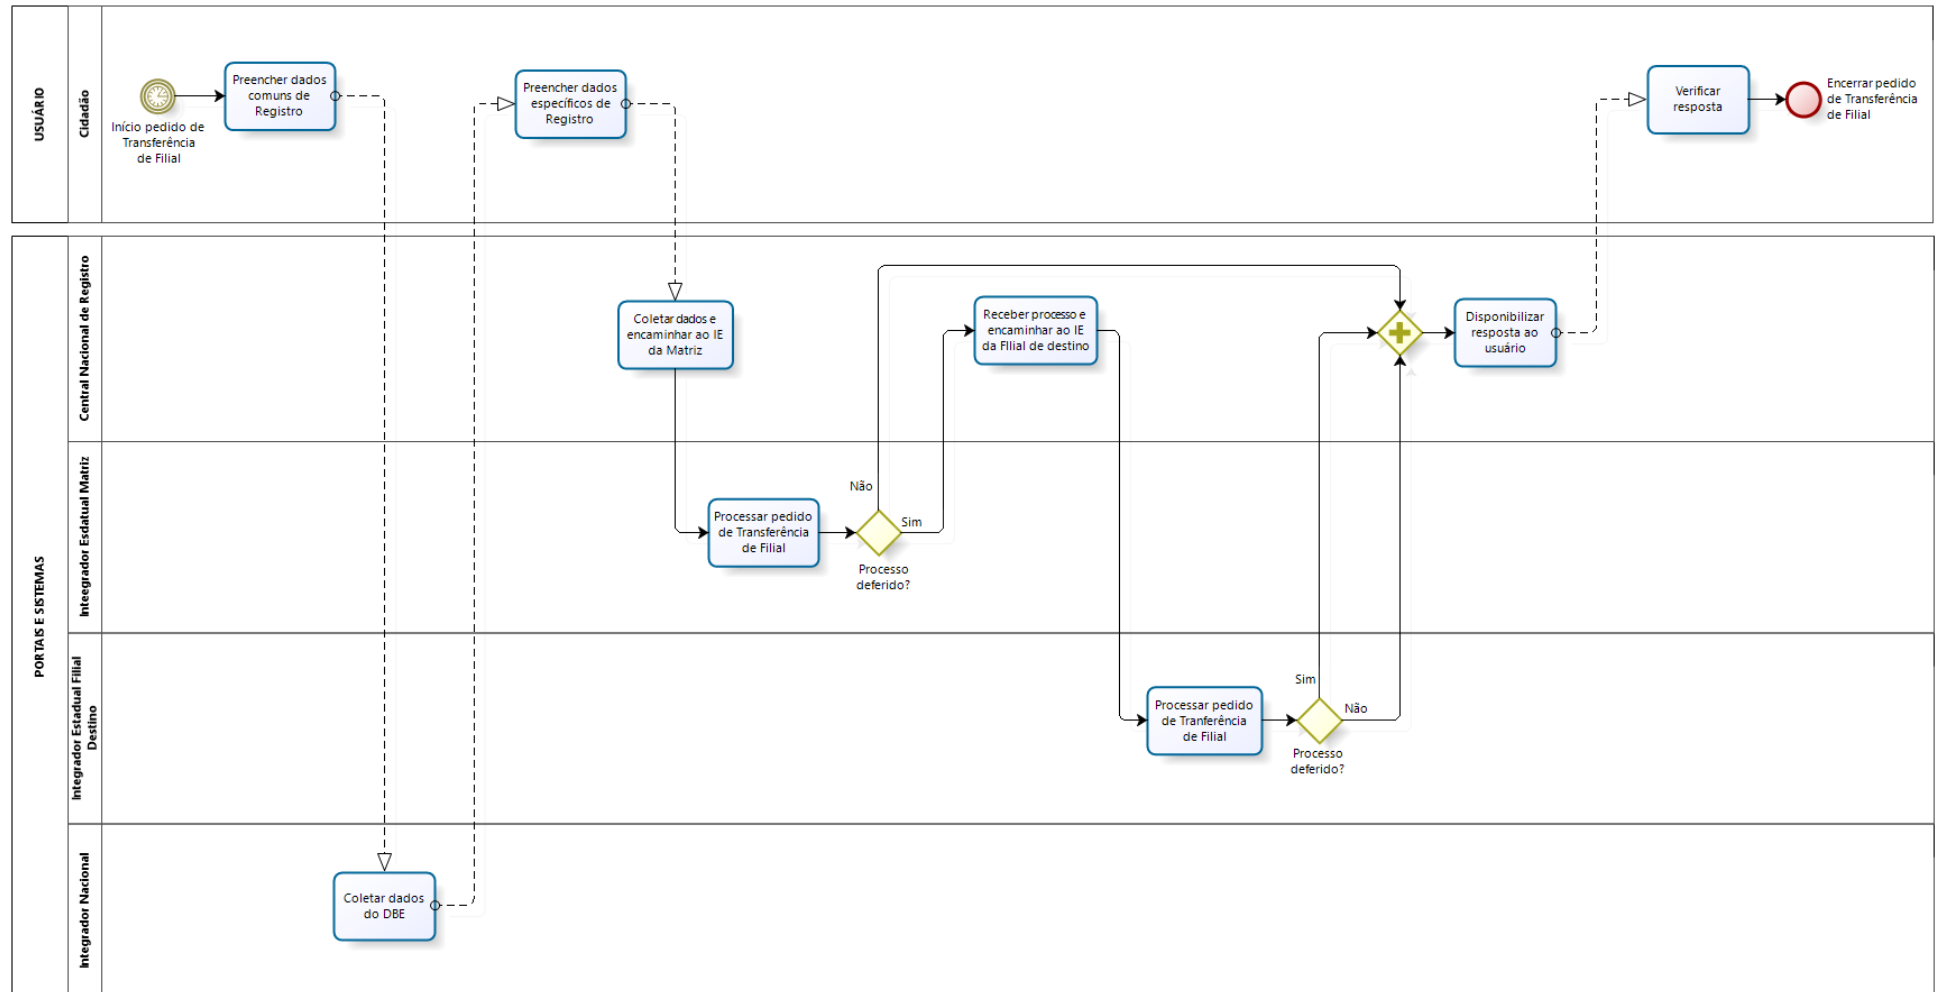 USUÁRIO
Cidadão
Início pedido de
Transferência
de Filial
Preencher dados
comuns de
Registro
Preencher dados
específicos de
Registro
Verificar
resposta
Encerrar pedido
de Transferência
de Filial
PORTAIS E SISTEMAS
Central Nacional de Registro
Coletar dados e
encaminhar ao IE
da Matriz
Receber processo e
encaminhar ao IE
da FIlial de destino
Disponibilizar
resposta ao
usuário
Inteegrador Esdatual Matriz
Processar pedido
de Transferência
de Filial
Não
Sim
Processo
deferido?
Integrador Estadual Filial
Destino
Processar pedido
de Tranferência
de Filial
Sim
Não
Processo
deferido?
Integrador Nacional
Coletar dados
do DBE